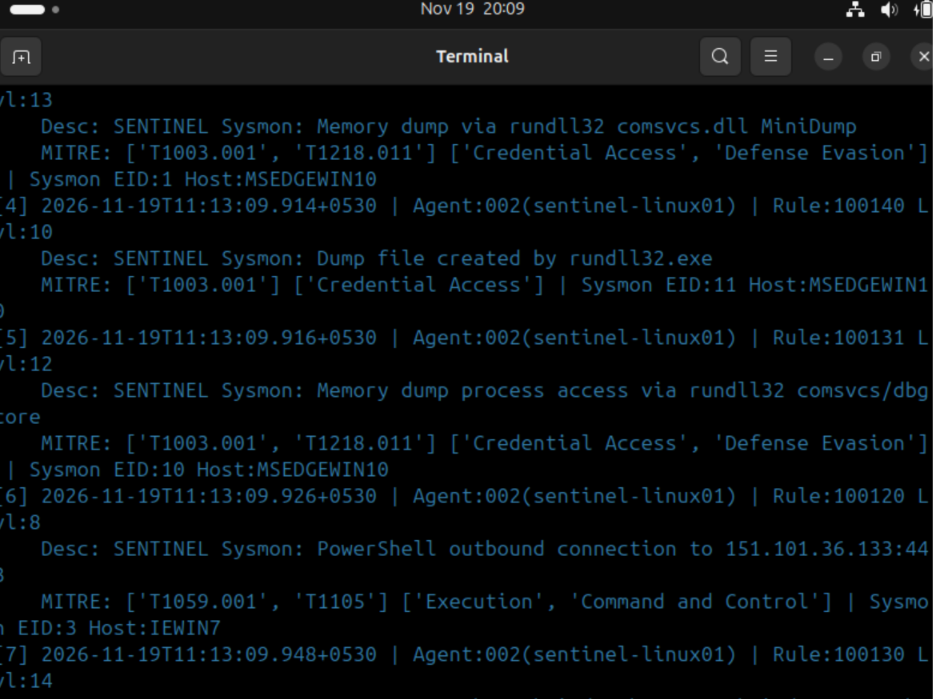 Nov 19 20:09
Terminal
vl:13
Desc: SENTINEL Sysmon: Memory dump via rundll32 comsvcs.dll MiniDump
MITRE: ['T1003.001', 'T1218.011'] ['Credential Access', 'Defense Evasion']
| Sysmon EID:1 Host:MSEDGEWIN10
[4] 2026-11-19T11:13:09.914+0530 | Agent:002(sentinel-linux01) | Rule:100140 L
vl:10
Desc: SENTINEL Sysmon: Dump file created by rundll32.exe
MITRE: ['T1003.001'] ['Credential Access'] | Sysmon EID:11 Host:MSEDGEWIN1
0
[5] 2026-11-19T11:13:09.916+0530 | Agent:002(sentinel-linux01) | Rule:100131 L
vl:12
Desc: SENTINEL Sysmon: Memory dump process access via rundll32 comsvcs/dbg
core
MITRE: ['T1003.001', 'T1218.011'] ['Credential Access', 'Defense Evasion']
| Sysmon EID:10 Host:MSEDGEWIN10
[6] 2026-11-19T11:13:09.926+0530 | Agent:002(sentinel-linux01) | Rule:100120 L
vl:8
Desc: SENTINEL Sysmon: PowerShell outbound connection to 151.101.36.133:44
3
MITRE: ['T1059.001', 'T1105'] ['Execution', 'Command and Control'] | Sysmo
n EID:3 Host:IEWIN7
[7] 2026-11-19T11:13:09.948+0530 | Agent:002(sentinel-linux01) | Rule:100130 L
vl:14